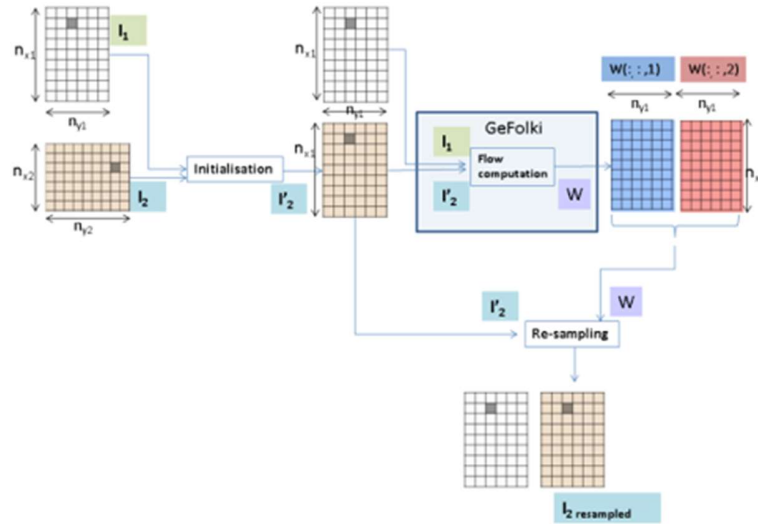 I1
nx1
ny1
nx2
I2
ny2
Initialisation
I'2
nx1
ny1
nx1
GeFolki
I1
I'2
Flow
computation
W
W(:, : ,1)
W(:, : ,2)
ny1
ny1
I'2
W
Re-sampling
I2 resampled